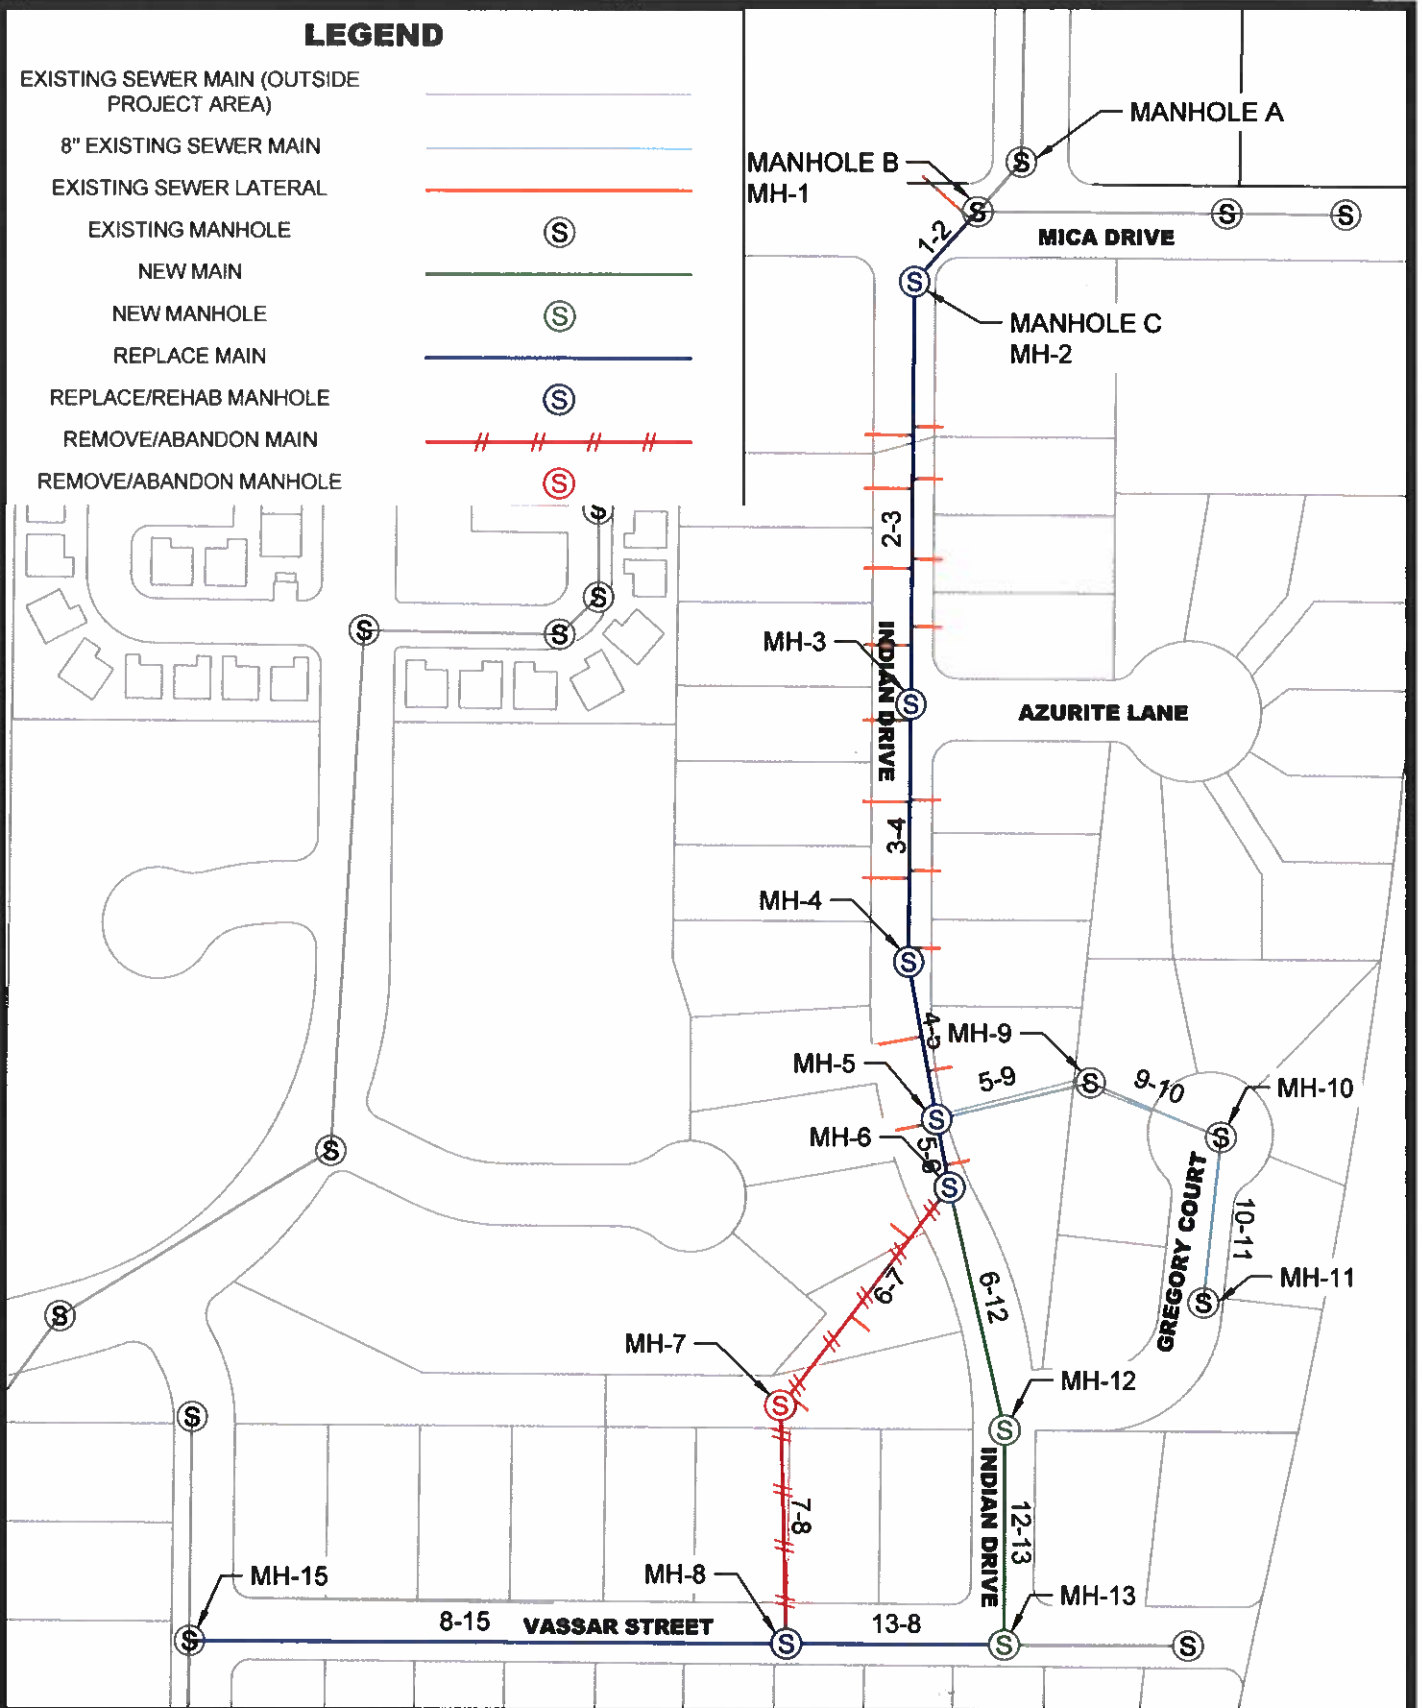 LEGEND
EXISTING SEWER MAIN (OUTSIDE
PROJECT AREA)
8" EXISTING SEWER MAIN
EXISTING SEWER LATERAL
EXISTING MANHOLE
S
NEW MAIN
NEW MANHOLE
S
REPLACE MAIN
REPLACE/REHAB MANHOLE
S
REMOVE/ABANDON MAIN
REMOVE/ABANDON MANHOLE
S
MANHOLE A
S
MANHOLE B
MH-1
S
S
S
MICA DRIVE
1-2
S
MANHOLE C
MH-2
2-3
S
S
S
S
MH-3
INDIAN DRIVE
S
AZURITE LANE
3-4
MH-4
S
4-5
MH-9
MH-5
5-9
S
9-10
MH-10
S
MH-6
5-6
S
S
S
GREGORY COURT
10-11
6-7
6-12
MH-11
S
S
MH-7
MH-12
S
S
S
INDIAN DRIVE
12-13
7-8
MH-15
MH-8
MH-13
8-15
VASSAR STREET
13-8
S
S
S
S